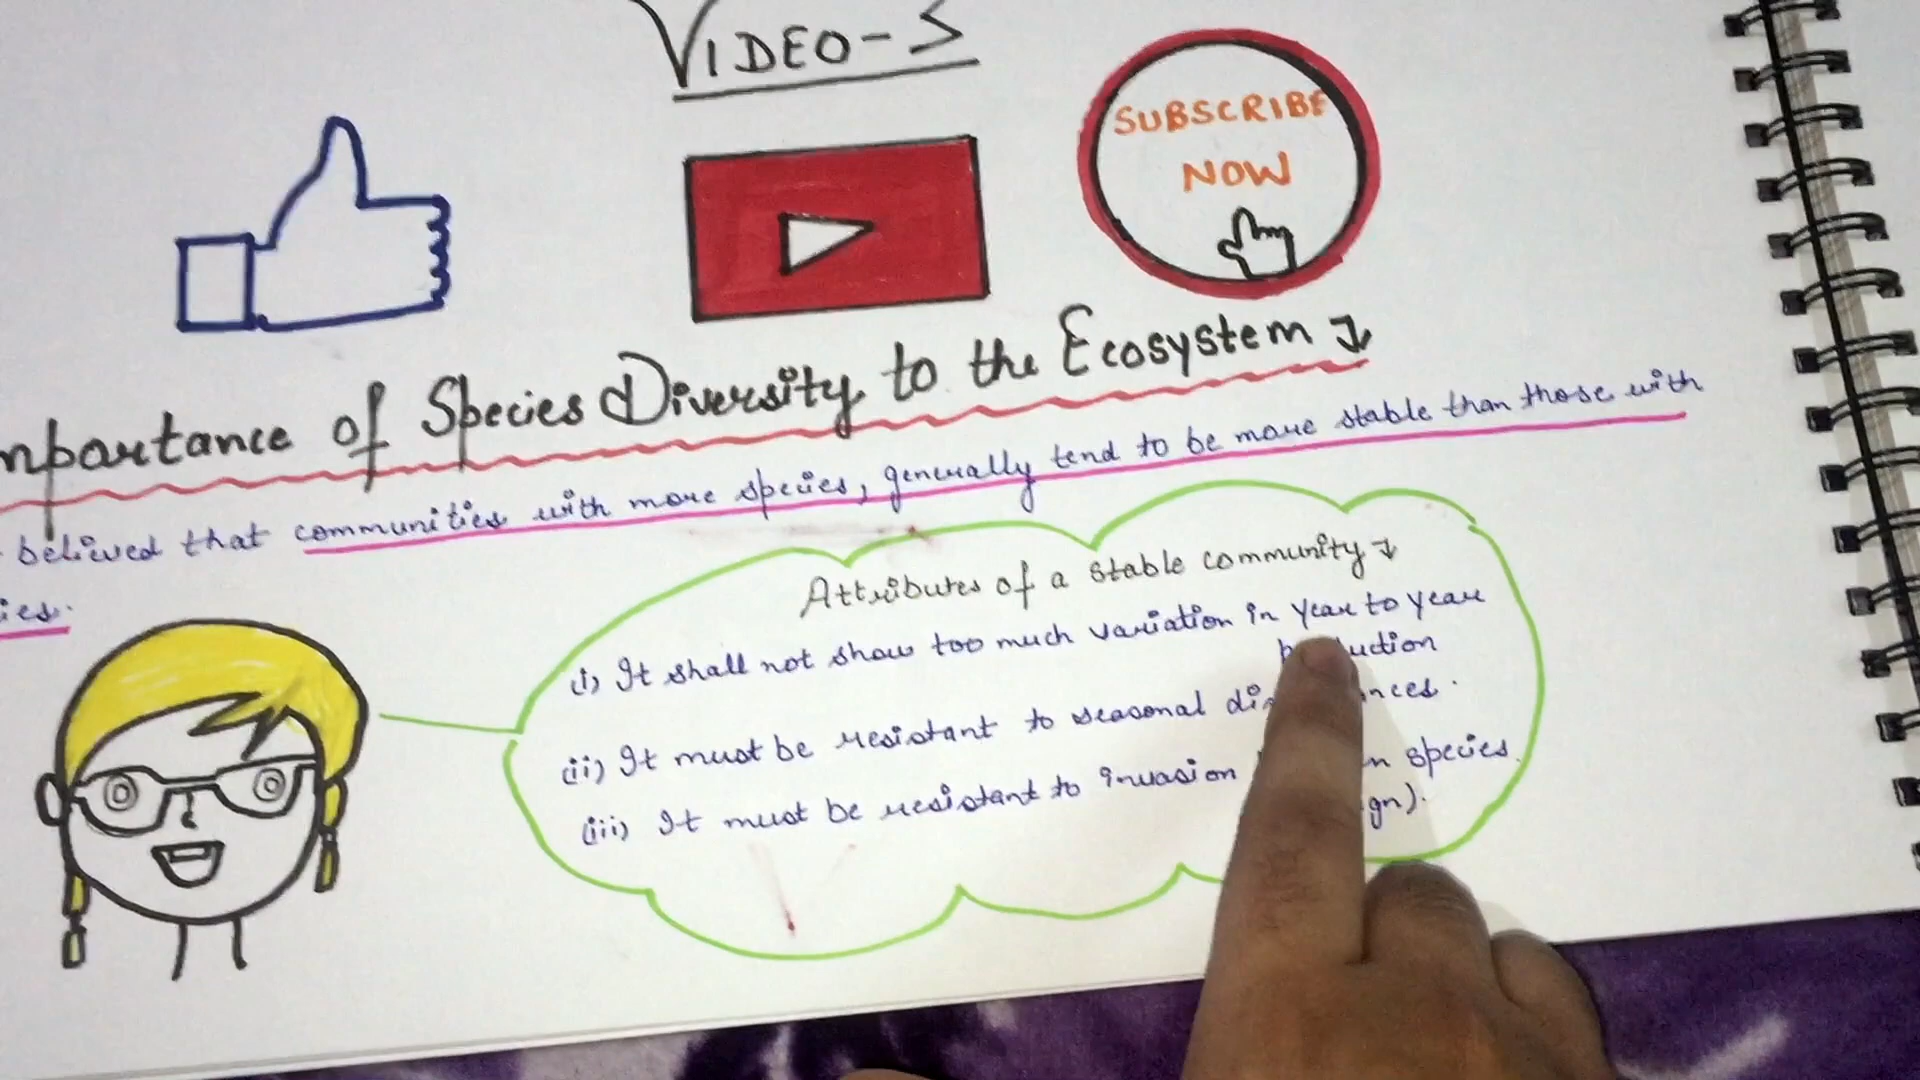 VIDEO-5
SUBSCRIBE
NOW
mportance of Species Diversity to the Ecosystem
believed that communities with more species, generally tend to be more stable than those with
ies.
Attributes of a stable community
(i) It shall not show too much variation in year to year
uction
(ii) It must be resistant to seasonal di nces.
(iii) It must be resistant to invasion n species.
gn).